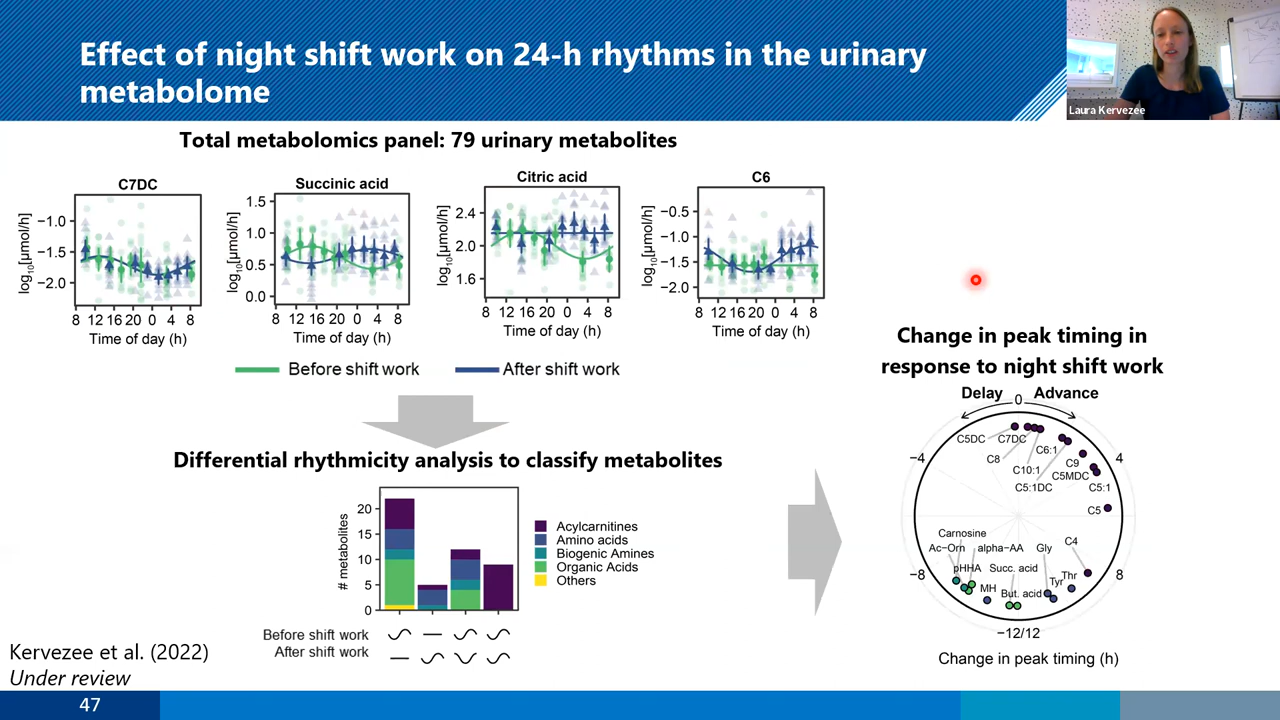 Effect of night shift work on 24-h rhythms in the urinary
metabolome
Laura Kervezee
Total metabolomics panel: 79 urinary metabolites
C7DC
log10[µmol/h]
−1.0
−1.5
−2.0
8 12 16 20 0 4 8
Time of day (h)
Succinic acid
log10[µmol/h]
1.5
1.0
0.5
0.0
8 12 16 20 0 4 8
Time of day (h)
Citric acid
log10[µmol/h]
2.4
2.0
1.6
8 12 16 20 0 4 8
Time of day (h)
C6
log10[µmol/h]
−0.5
−1.0
−1.5
−2.0
8 12 16 20 0 4 8
Time of day (h)
Before shift work
After shift work
Differential rhythmicity analysis to classify metabolites
# metabolites
20
15
10
5
0
Acylcarnitines
Amino acids
Biogenic Amines
Organic Acids
Others
Before shift work
After shift work
Change in peak timing in
response to night shift work
Delay 0 Advance
C5DC C7DC
C8 C6:1
−4 C10:1 C9 4
C5MDC
C5:1DC C5:1
C5
Carnosine C4
Ac−Orn alpha−AA Gly
−8 pHHA Succ. acid Thr 8
MH But. acid Tyr
−12/12
Change in peak timing (h)
Kervezee et al. (2022)
Under review
47